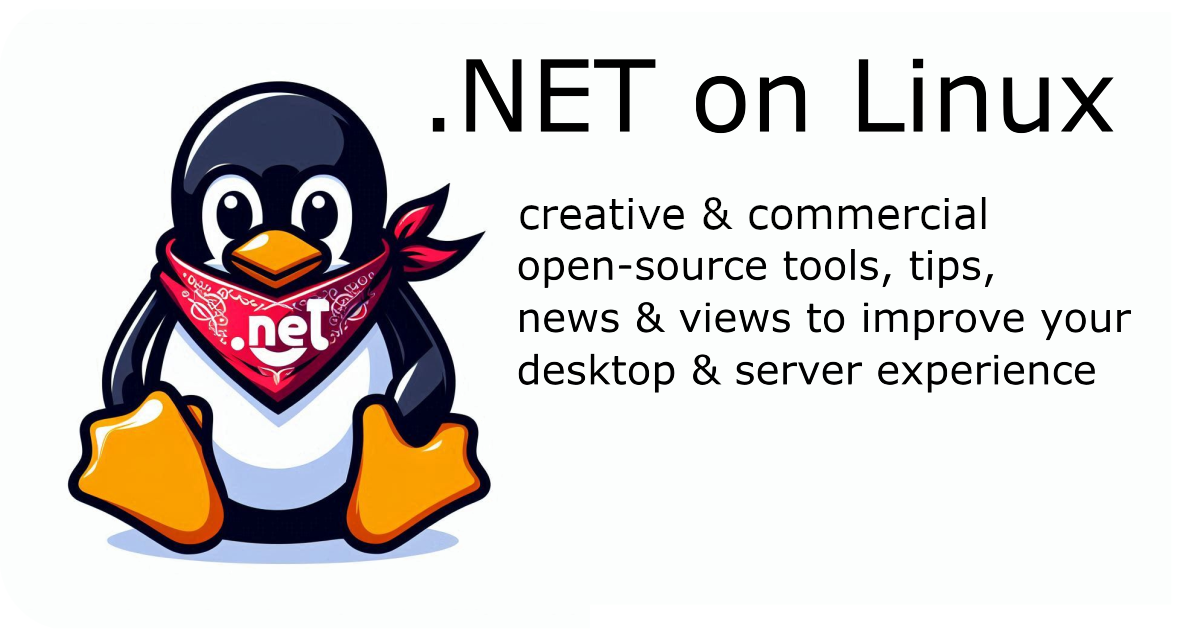 .NET on Linux
creative & commercial
open-source tools, tips,
news & views to improve your
desktop & server experience
.net